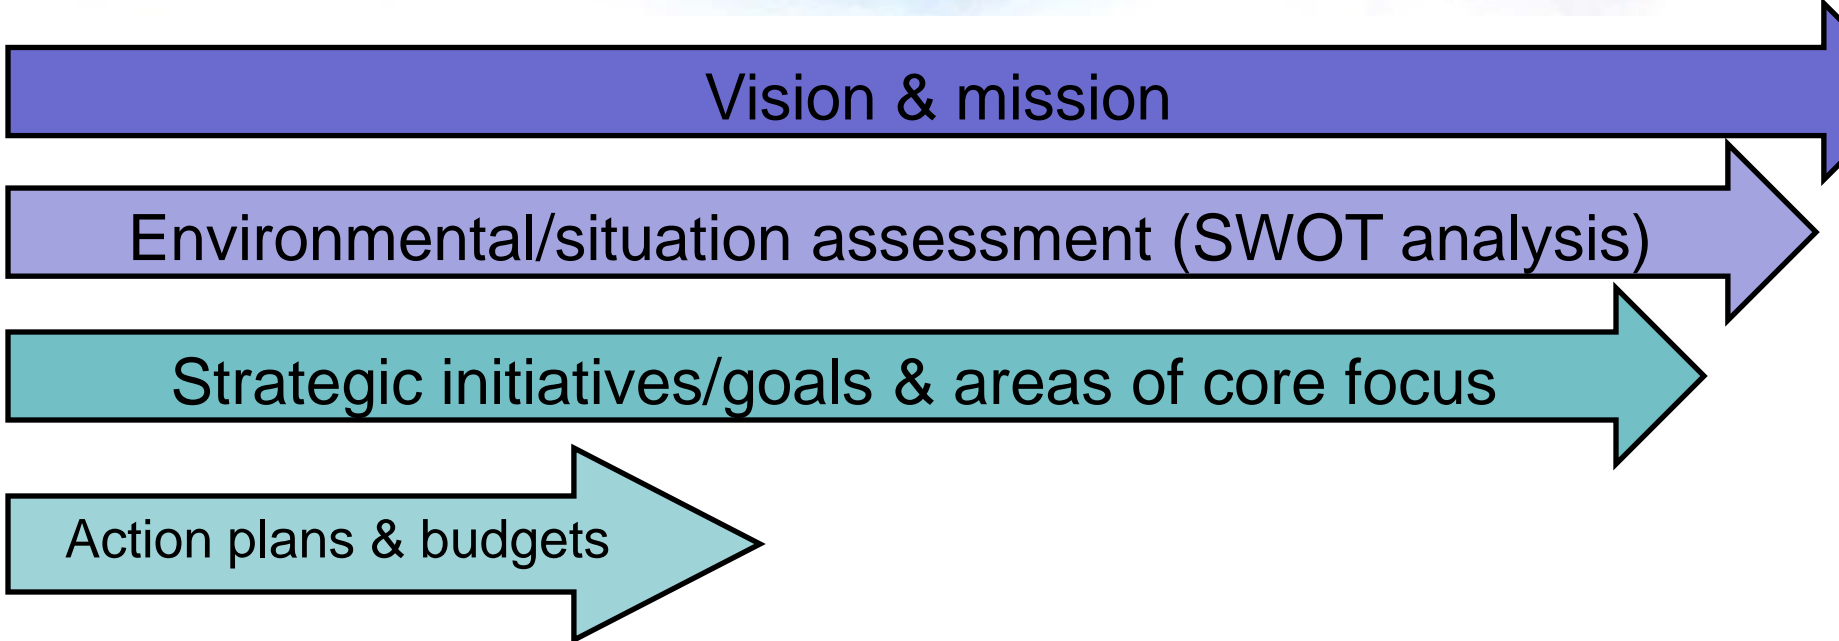 Vision & mission
Environmental/situation assessment (SWOT analysis)
Strategic initiatives/goals & areas of core focus
Action plans & budgets